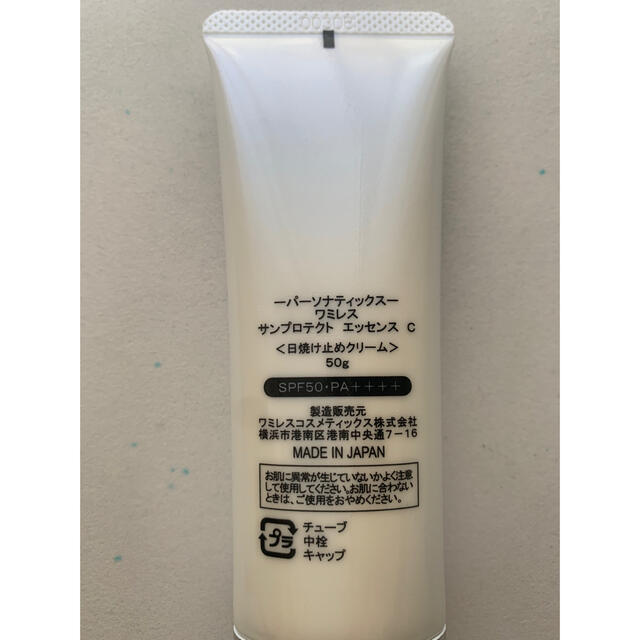 00305
ーパーソナティックスー
ワミレス
サンプロテクト エッセンス C
＜日焼け止めクリーム＞
50g
SPF50・PA++++
製造販売元
ワミレスコスメティックス株式会社
横浜市港南区港南中央通7-16
MADE IN JAPAN
お肌に異常が生じていないかよく注意
して使用してください。お肌に合わない
ときは、ご使用をおやめください。
プラ
チューブ
中栓
キャップ